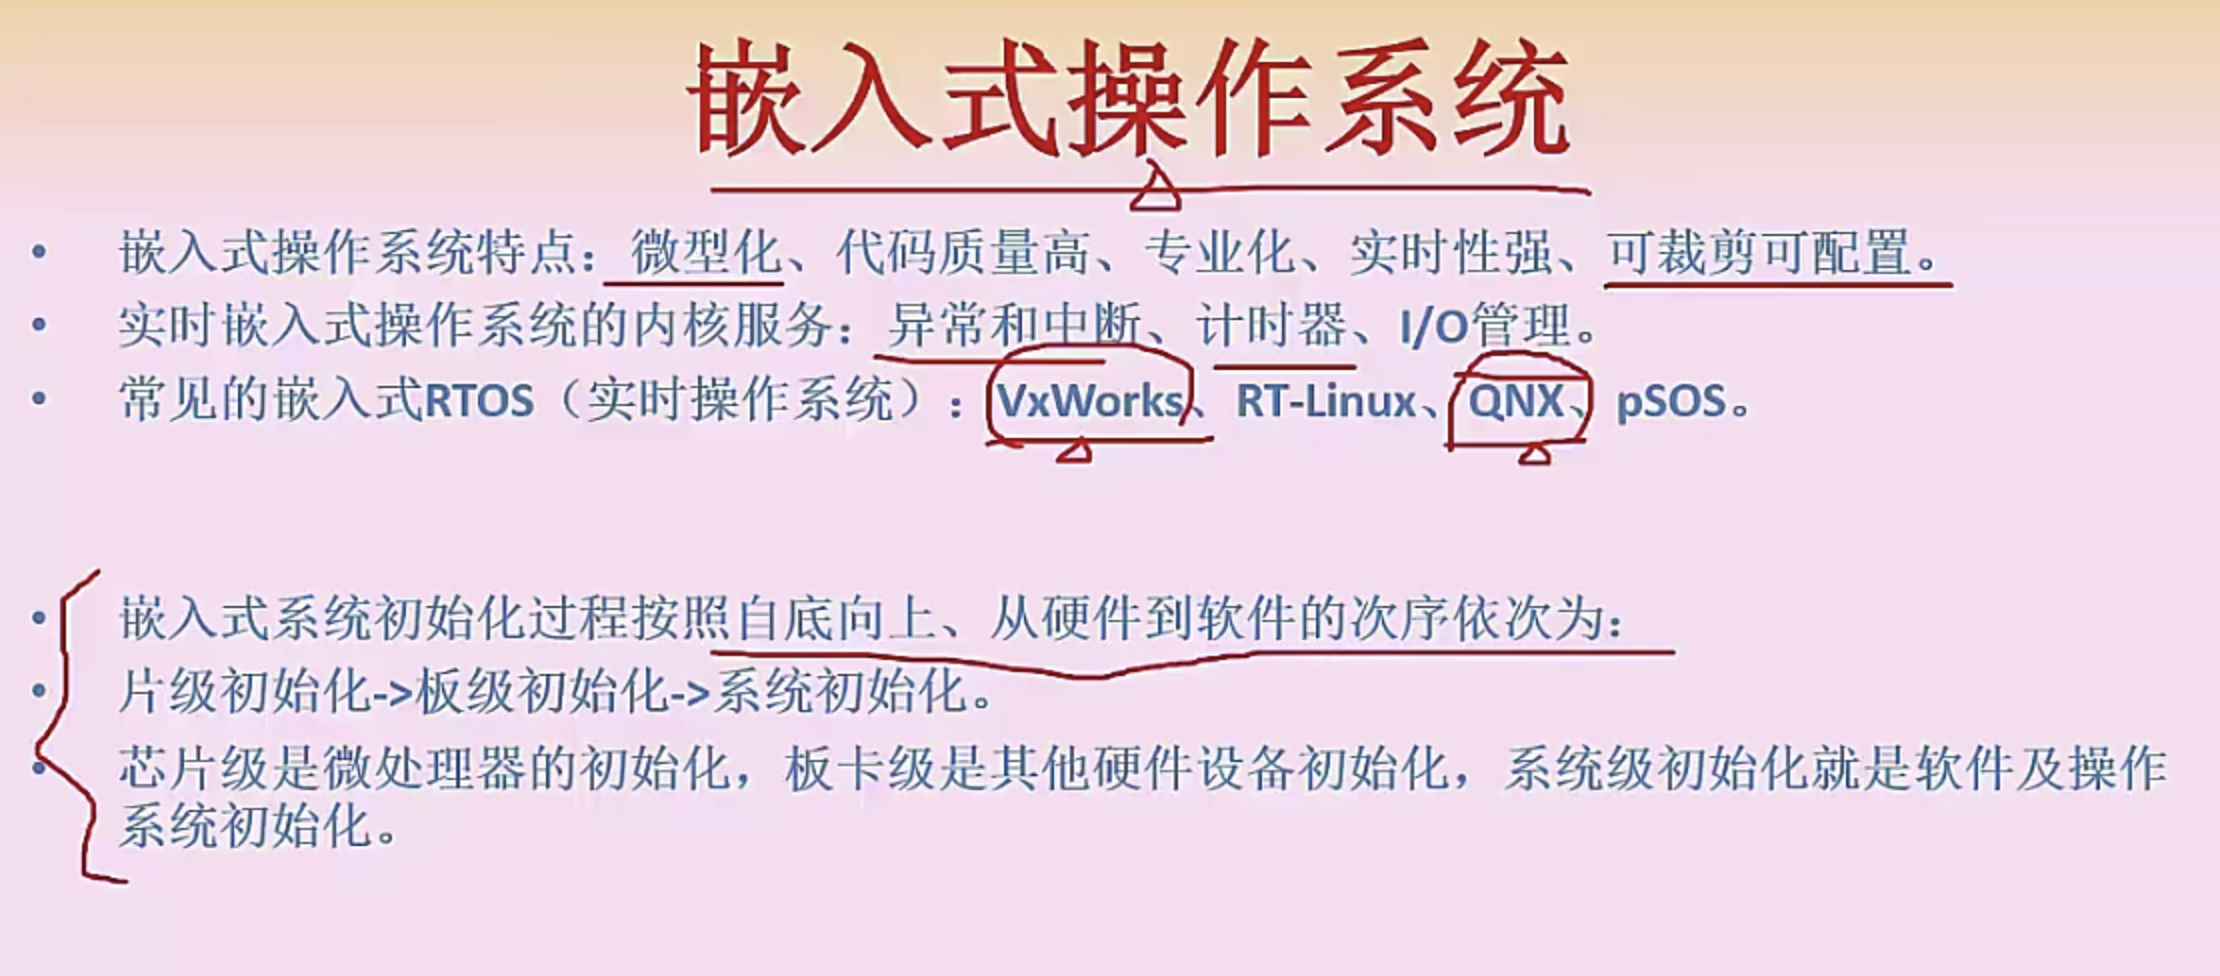 嵌入式操作系统
• 嵌入式操作系统特点：微型化、代码质量高、专业化、实时性强、可裁剪可配置。
• 实时嵌入式操作系统的内核服务：异常和中断、计时器、I/O管理。
• 常见的嵌入式RTOS（实时操作系统）：VxWorks、RT-Linux、QNX、pSOS。
• 嵌入式系统初始化过程按照自底向上、从硬件到软件的次序依次为：
• 片级初始化->板级初始化->系统初始化。
• 芯片级是微处理器的初始化，板卡级是其他硬件设备初始化，系统级初始化就是软件及操作
系统初始化。